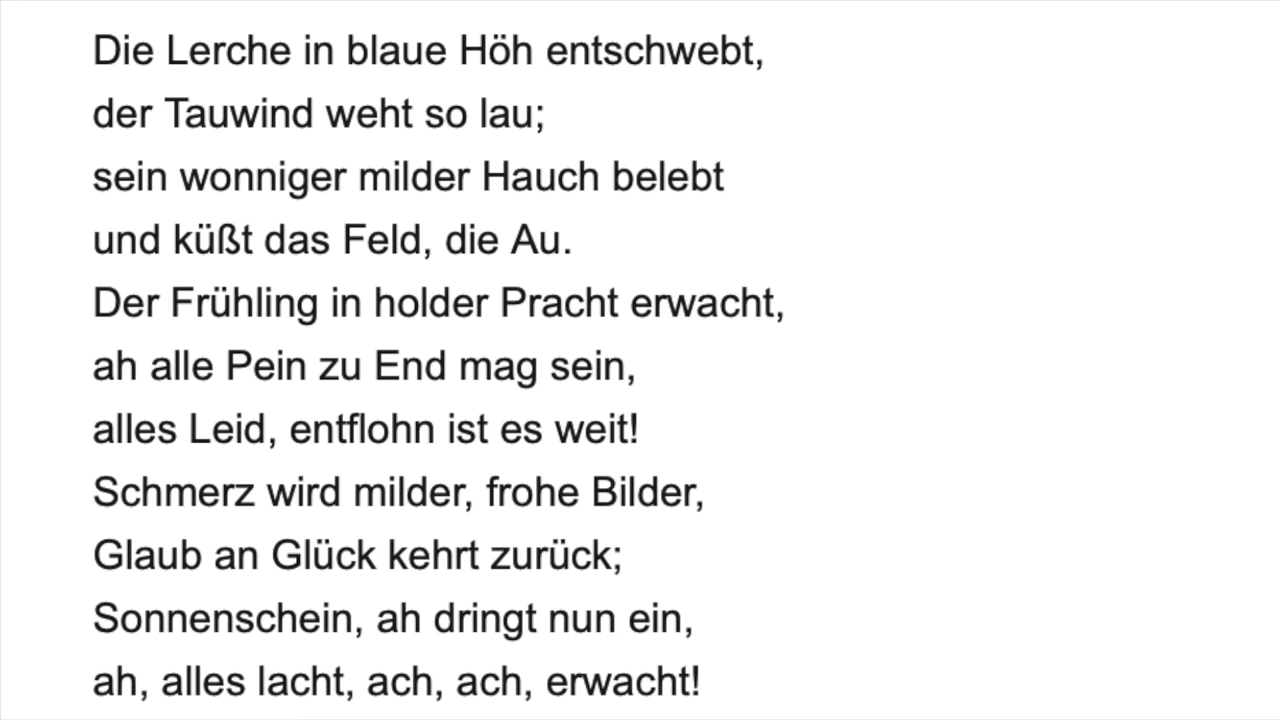 Die Lerche in blaue Höh entschwebt,
der Tauwind weht so lau;
sein wonniger milder Hauch belebt
und küßt das Feld, die Au.
Der Frühling in holder Pracht erwacht,
ah alle Pein zu End mag sein,
alles Leid, entflohn ist es weit!
Schmerz wird milder, frohe Bilder,
Glaub an Glück kehrt zurück;
Sonnenschein, ah dringt nun ein,
ah, alles lacht, ach, ach, erwacht!